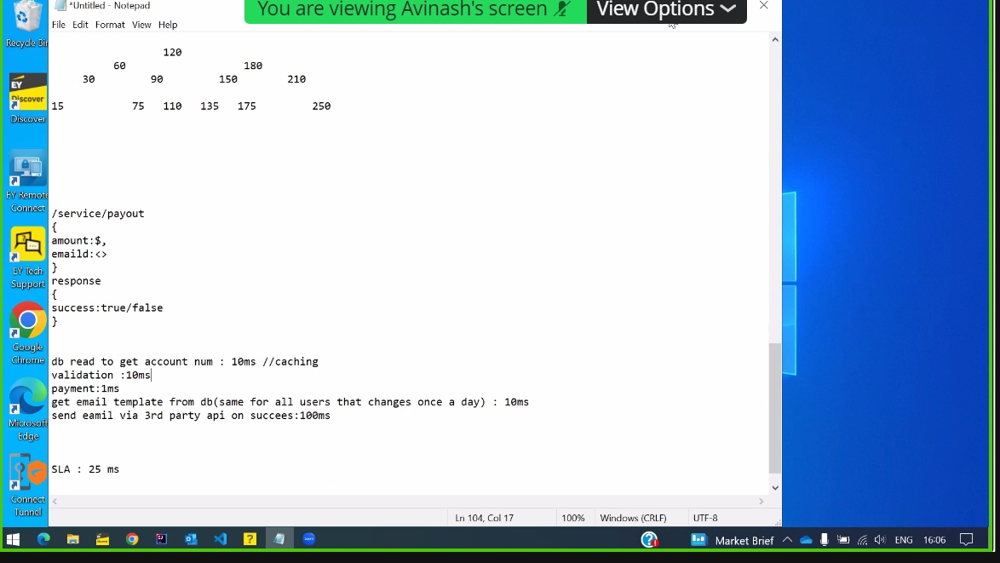 *Untitled - Notepad
You are viewing Avinash's screen
View Options
File Edit Format View Help
Recycle Bin
120
60 180
30 90 150 210
15 75 110 135 175 250
EY
Discover
Discover
EY Remote
Connect
/service/payout
{
amount:$,
emaild:<>
}
response
{
success:true/false
}
EY Tech
Support
Google
Chrome
db read to get account num : 10ms //caching
validation :10ms
payment:1ms
get email template from db(same for all users that changes once a day) : 10ms
send eamil via 3rd party api on succees:100ms
Microsoft
Edge
SLA : 25 ms
Connect
Tunnel
Ln 104, Col 17 100% Windows (CRLF) UTF-8
Market Brief ENG 16:06